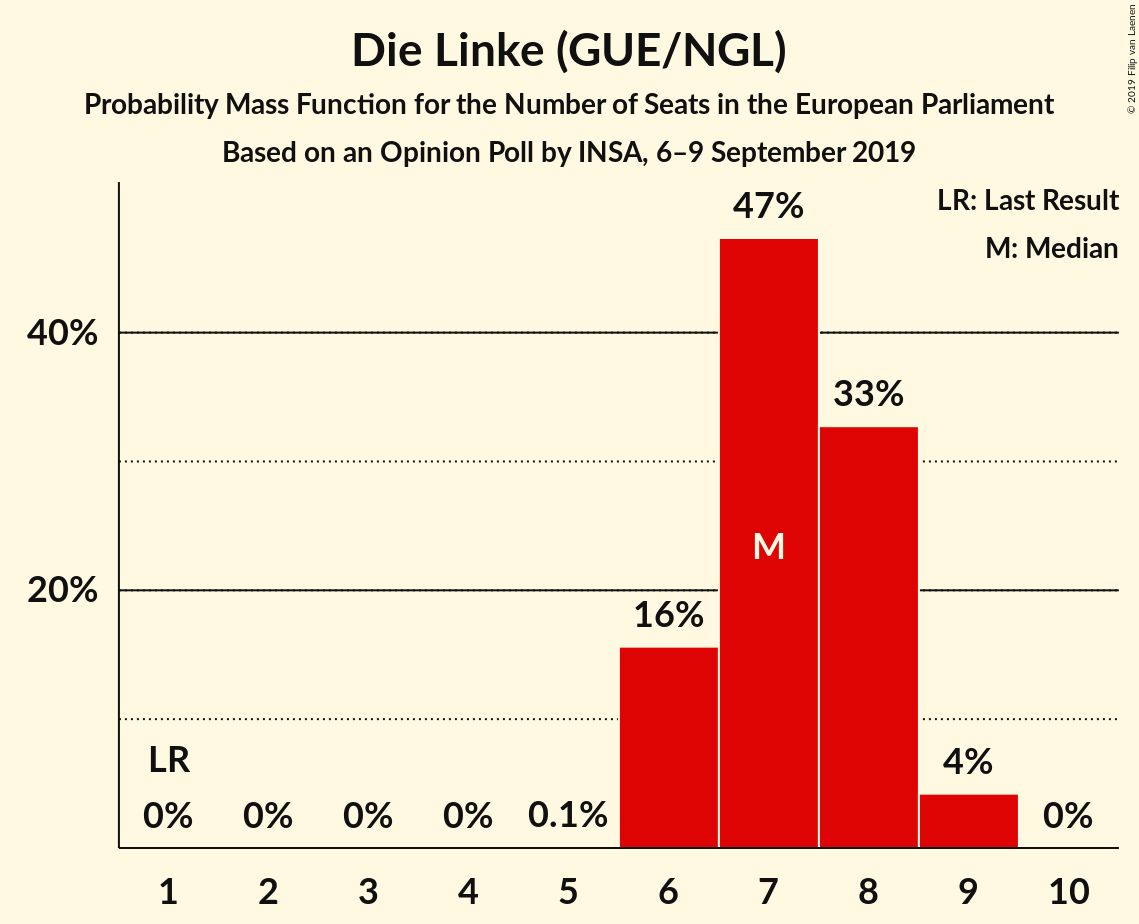 Die Linke (GUE/NGL)
Probability Mass Function for the Number of Seats in the European Parliament
Based on an Opinion Poll by INSA, 6–9 September 2019
© 2019 Filip van Laenen
LR: Last Result
M: Median
47%
40%
33%
M
20%
16%
LR
4%
0%
0%
0%
0%
0.1%
0%
1
2
3
4
5
6
7
8
9
10